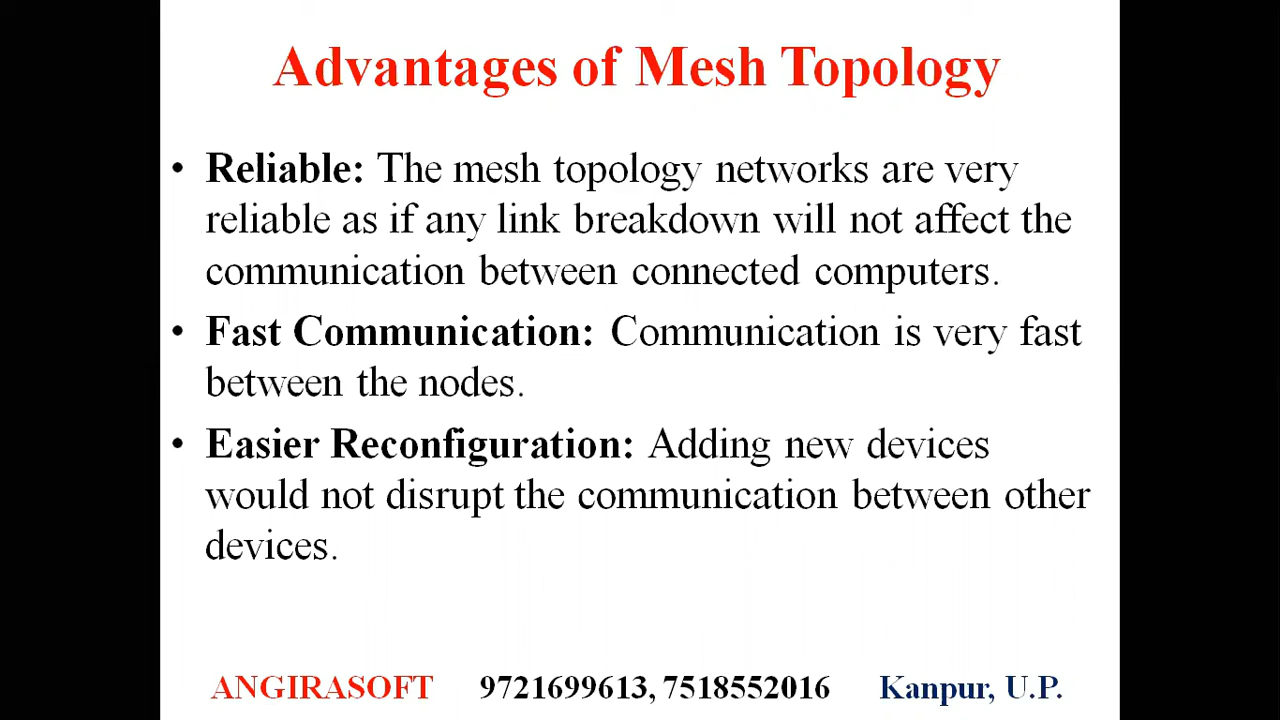 Advantages of Mesh Topology
• Reliable: The mesh topology networks are very
reliable as if any link breakdown will not affect the
communication between connected computers.
• Fast Communication: Communication is very fast
between the nodes.
• Easier Reconfiguration: Adding new devices
would not disrupt the communication between other
devices.
ANGIRASOFT 9721699613, 7518552016 Kanpur, U.P.